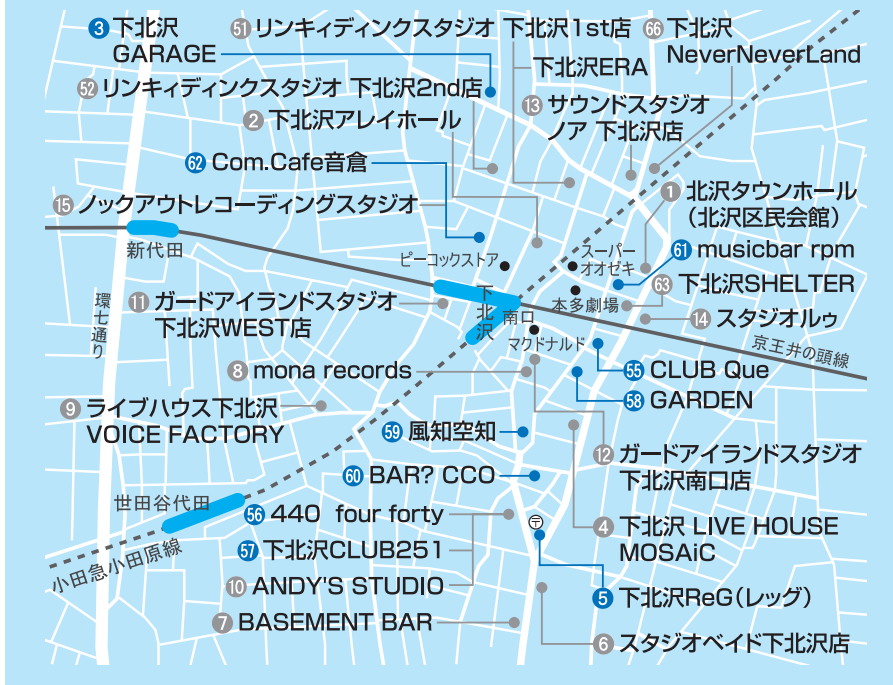 ③ 下北沢
GARAGE
51 リンキィディンクスタジオ 下北沢1st店
66 下北沢
NeverNeverLand
下北沢ERA
52 リンキィディンクスタジオ 下北沢2nd店
⑬ サウンドスタジオ
ノア 下北沢店
② 下北沢アレイホール
62 Com.Cafe音倉
① 北沢タウンホール
(北沢区民会館)
⑮ ノックアウトレコーディングスタジオ
新代田
ピーコックストア
スーパー
オオゼキ
61 musicbar rpm
63 下北沢SHELTER
環七通り
⑪ ガードアイランドスタジオ
下北沢WEST店
下北沢
南口
本多劇場
⑭ スタジオルゥ
マクドナルド
京王井の頭線
⑧ mona records
55 CLUB Que
58 GARDEN
⑨ ライブハウス下北沢
VOICE FACTORY
59 風知空知
⑫ ガードアイランドスタジオ
下北沢南口店
60 BAR? CCO
世田谷代田
56 440 four forty
〒
④ 下北沢 LIVE HOUSE
MOSAiC
57 下北沢CLUB251
小田急小田原線
⑩ ANDY'S STUDIO
⑤ 下北沢ReG(レッグ)
⑦ BASEMENT BAR
⑥ スタジオベイド下北沢店